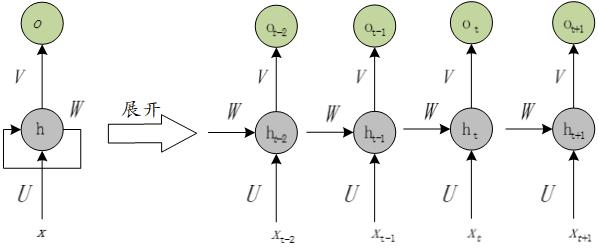 o o_{t-2} o_{t-1} o_t o_{t+1}
V V V V V
h W 展开 W h_{t-2} W h_{t-1} W h_t W h_{t+1}
U U U U U
x x_{t-2} x_{t-1} x_t x_{t+1}